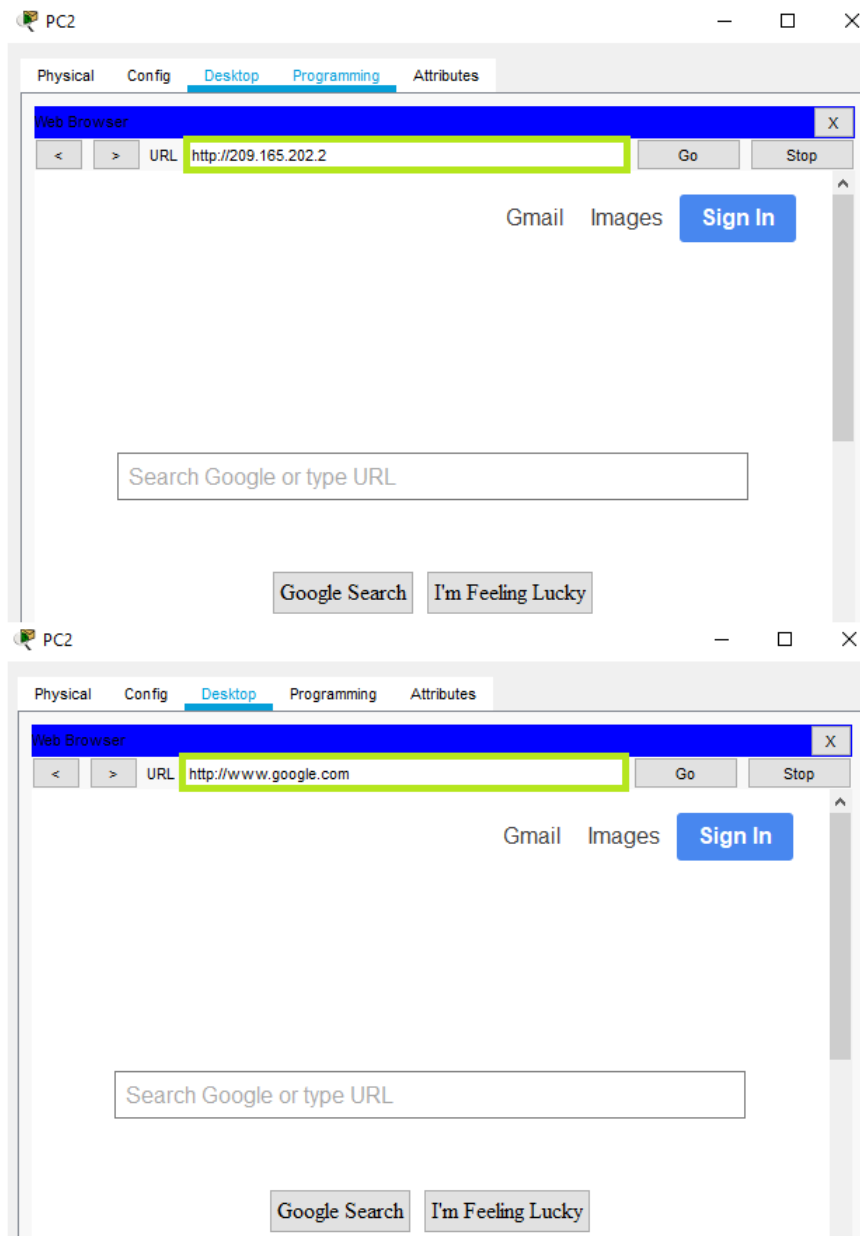 PC2
Physical Config Desktop Programming Attributes
Web Browser X
< > URL http://209.165.202.2 Go Stop
Gmail Images Sign In
Search Google or type URL
Google Search I'm Feeling Lucky
PC2
Physical Config Desktop Programming Attributes
Web Browser X
< > URL http://www.google.com Go Stop
Gmail Images Sign In
Search Google or type URL
Google Search I'm Feeling Lucky